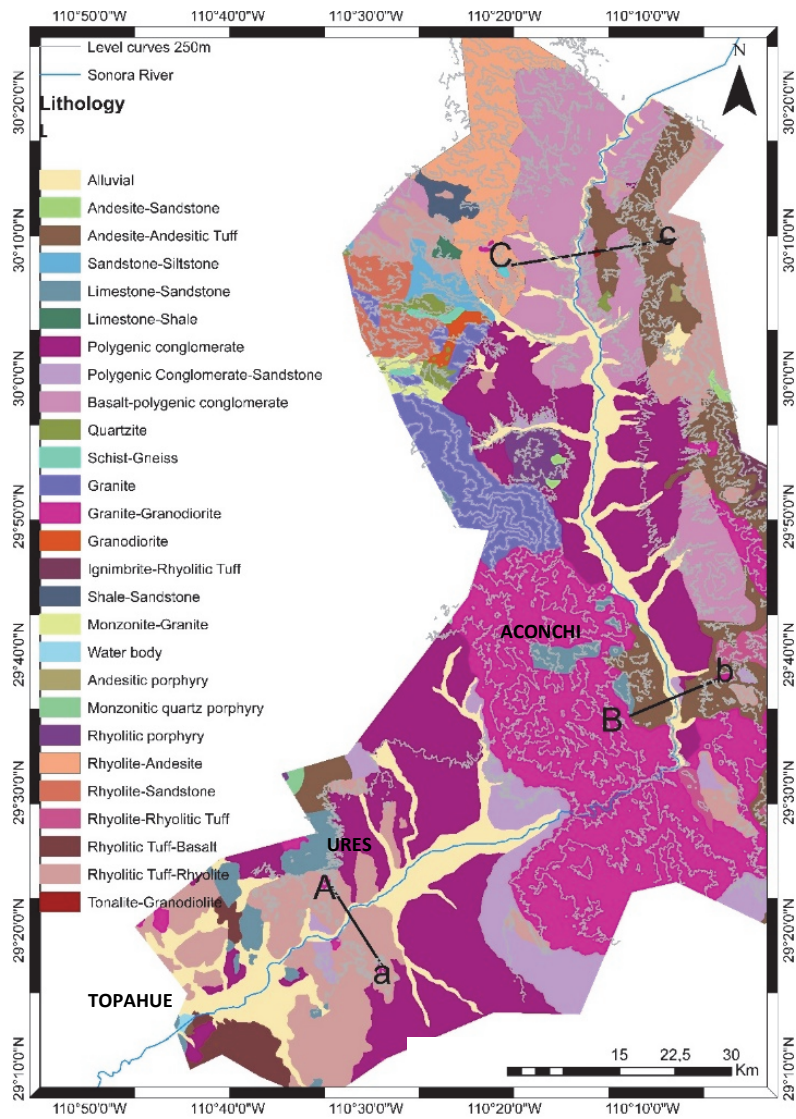 110°50'0"W 110°40'0"W 110°30'0"W 110°20'0"W 110°10'0"W
Level curves 250m
Sonora River
N
Lithology
L
Alluvial
Andesite-Sandstone
Andesite-Andesitic Tuff
Sandstone-Siltstone
Limestone-Sandstone
Limestone-Shale
Polygenic conglomerate
Polygenic Conglomerate-Sandstone
Basalt-polygenic conglomerate
Quartzite
Schist-Gneiss
Granite
Granite-Granodiorite
Granodiorite
Ignimbrite-Rhyolitic Tuff
Shale-Sandstone
Monzonite-Granite
Water body
Andesitic porphyry
Monzonitic quartz porphyry
Rhyolitic porphyry
Rhyolite-Andesite
Rhyolite-Sandstone
Rhyolite-Rhyolitic Tuff
Rhyolitic Tuff-Basalt
Rhyolitic Tuff-Rhyolite
Tonalite-Granodiolile
C c
ACONCHI
B b
URES
A
a
TOPAHUE
15 22,5 30
Km
30°20'0"N
30°10'0"N
30°0'0"N
29°50'0"N
29°40'0"N
29°30'0"N
29°20'0"N
29°10'0"N
30°20'0"N
30°10'0"N
30°0'0"N
29°50'0"N
29°40'0"N
29°30'0"N
29°20'0"N
29°10'0"N
110°50'0"W 110°40'0"W 110°30'0"W 110°20'0"W 110°10'0"W